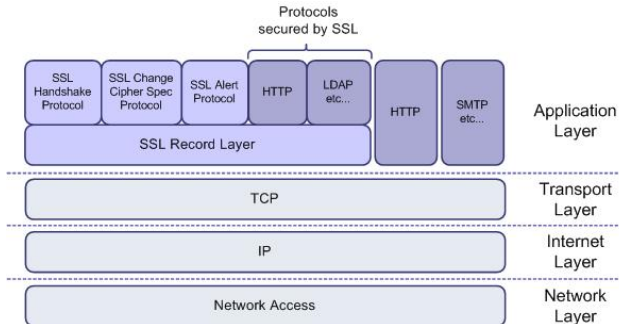 Protocols
secured by SSL
SSL
Handshake
Protocol
SSL Change
Cipher Spec
Protocol
SSL Alert
Protocol
HTTP
LDAP
etc...
HTTP
SMTP
etc...
SSL Record Layer
Application
Layer
TCP
Transport
Layer
IP
Internet
Layer
Network Access
Network
Layer